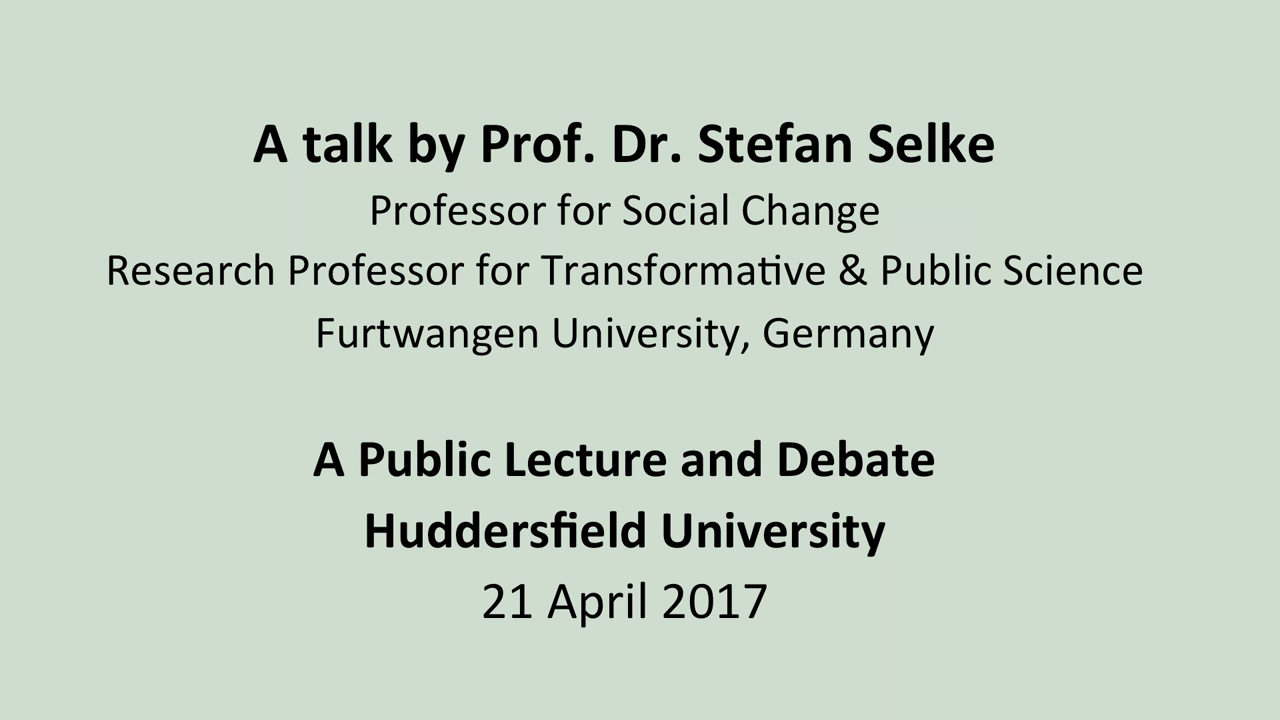 A talk by Prof. Dr. Stefan Selke
Professor for Social Change
Research Professor for Transformative & Public Science
Furtwangen University, Germany
A Public Lecture and Debate
Huddersfield University
21 April 2017